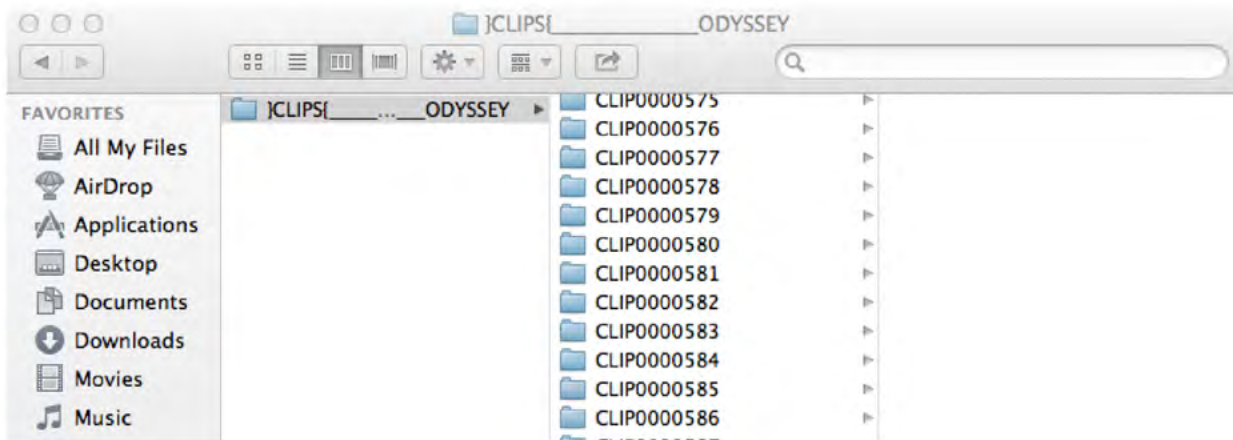 }CLIPS{_______________ODYSSEY
FAVORITES
All My Files
AirDrop
Applications
Desktop
Documents
Downloads
Movies
Music
}CLIPS{_____...___ODYSSEY
CLIP0000575
CLIP0000576
CLIP0000577
CLIP0000578
CLIP0000579
CLIP0000580
CLIP0000581
CLIP0000582
CLIP0000583
CLIP0000584
CLIP0000585
CLIP0000586